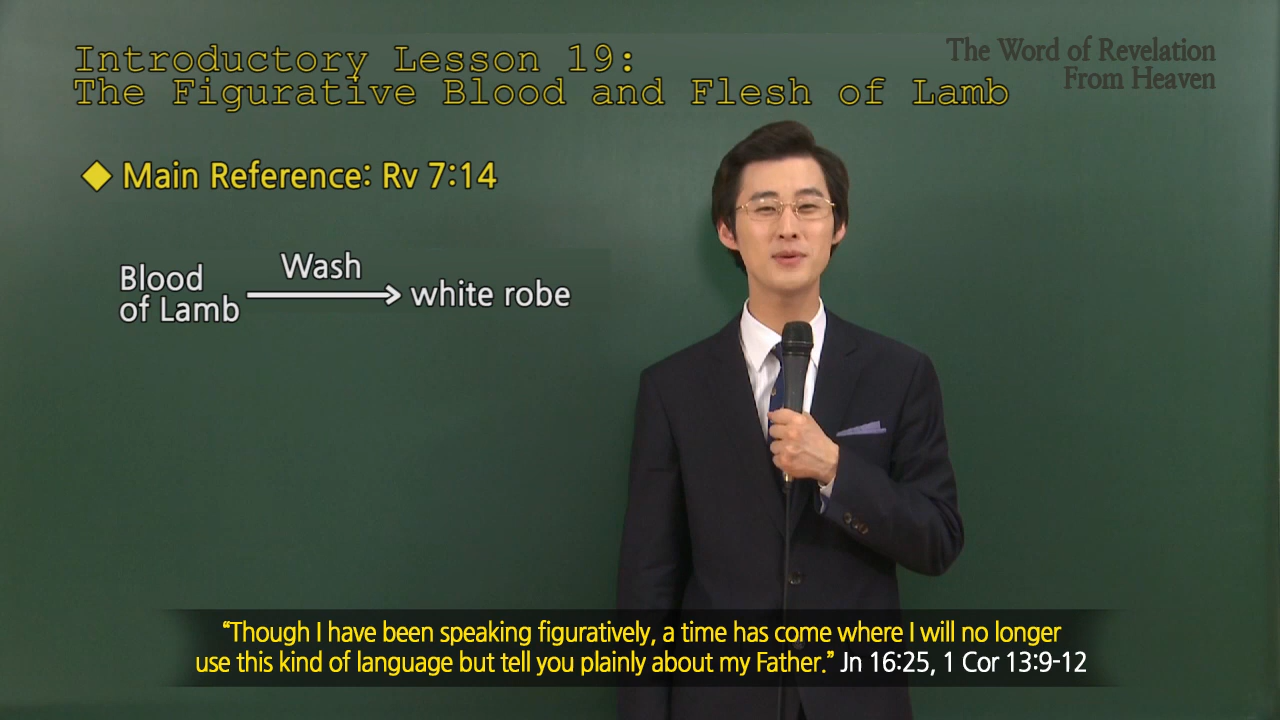 Introductory Lesson 19:
The Figurative Blood and Flesh of Lamb
The Word of Revelation
From Heaven
◆ Main Reference: Rv 7:14
Blood
of Lamb
Wash
white robe
“Though I have been speaking figuratively, a time has come where I will no longer
use this kind of language but tell you plainly about my Father.” Jn 16:25, 1 Cor 13:9-12